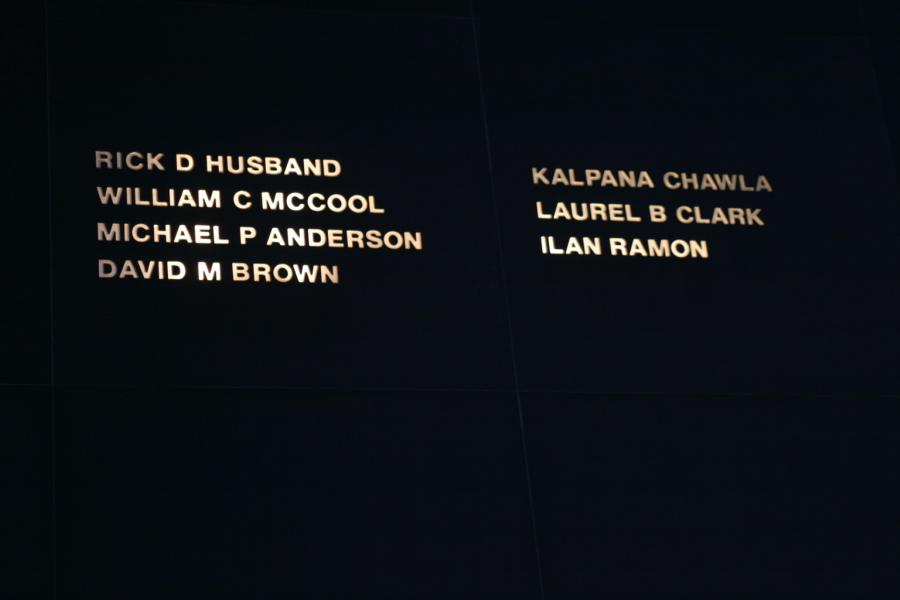 RICK D HUSBAND
WILLIAM C MCCOOL
MICHAEL P ANDERSON
DAVID M BROWN
KALPANA CHAWLA
LAUREL B CLARK
ILAN RAMON